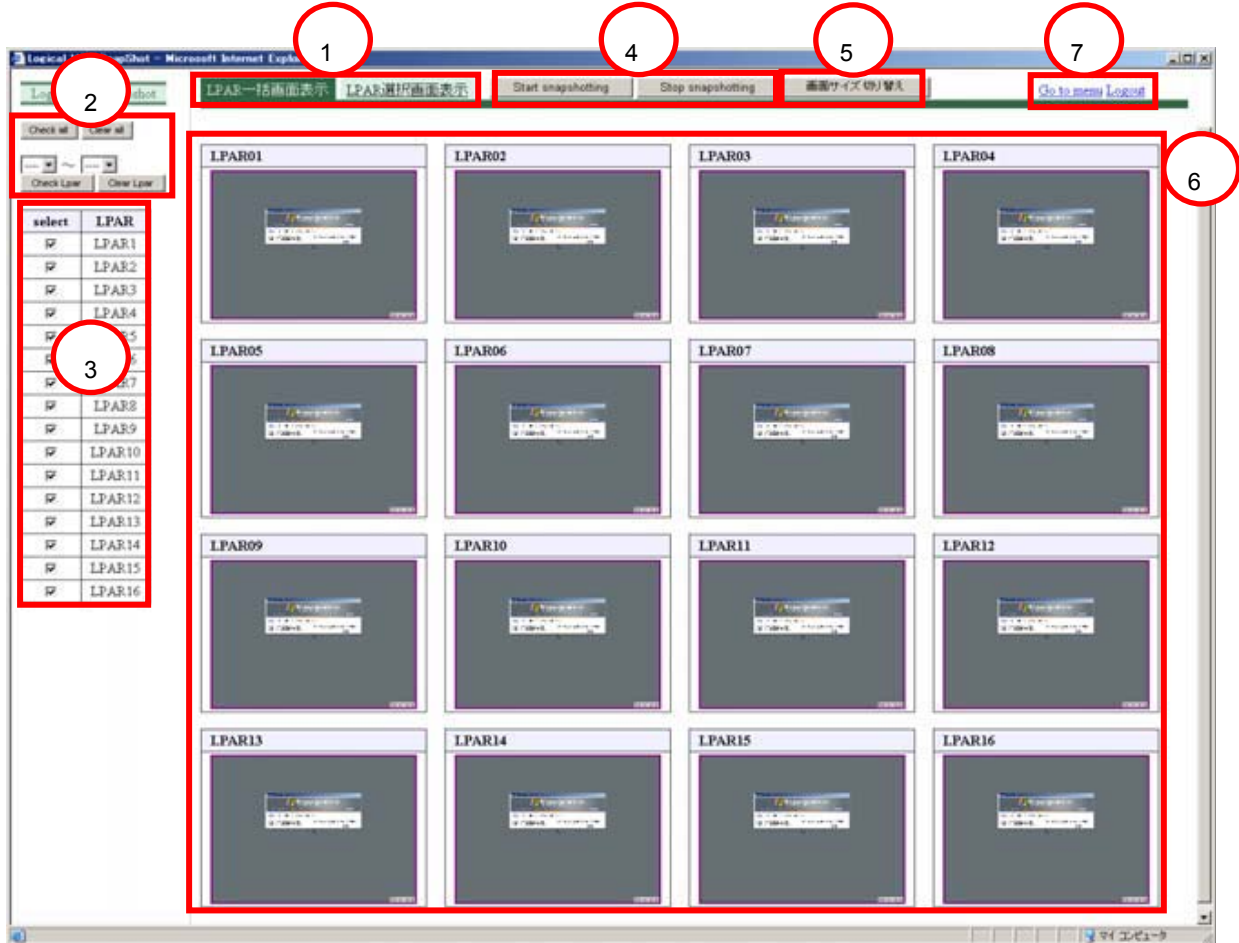 1
4
5
7
Microsoft Internet
LPAR一括画面表示 LPAR選択画面表示 Start snapshotting Stop snapshotting 画面サイズ切り替え Go to menu Logout
2
Check all Clear all
---- ～ ----
Check Lpar Clear Lpar
6
select LPAR
LPAR1
LPAR2
LPAR3
LPAR4
5
6
3
LPAR8
LPAR9
LPAR10
LPAR11
LPAR12
LPAR13
LPAR14
LPAR15
LPAR16
LPAR01 LPAR02 LPAR03 LPAR04
LPAR05 LPAR06 LPAR07 LPAR08
LPAR09 LPAR10 LPAR11 LPAR12
LPAR13 LPAR14 LPAR15 LPAR16
マイ コンピュータ